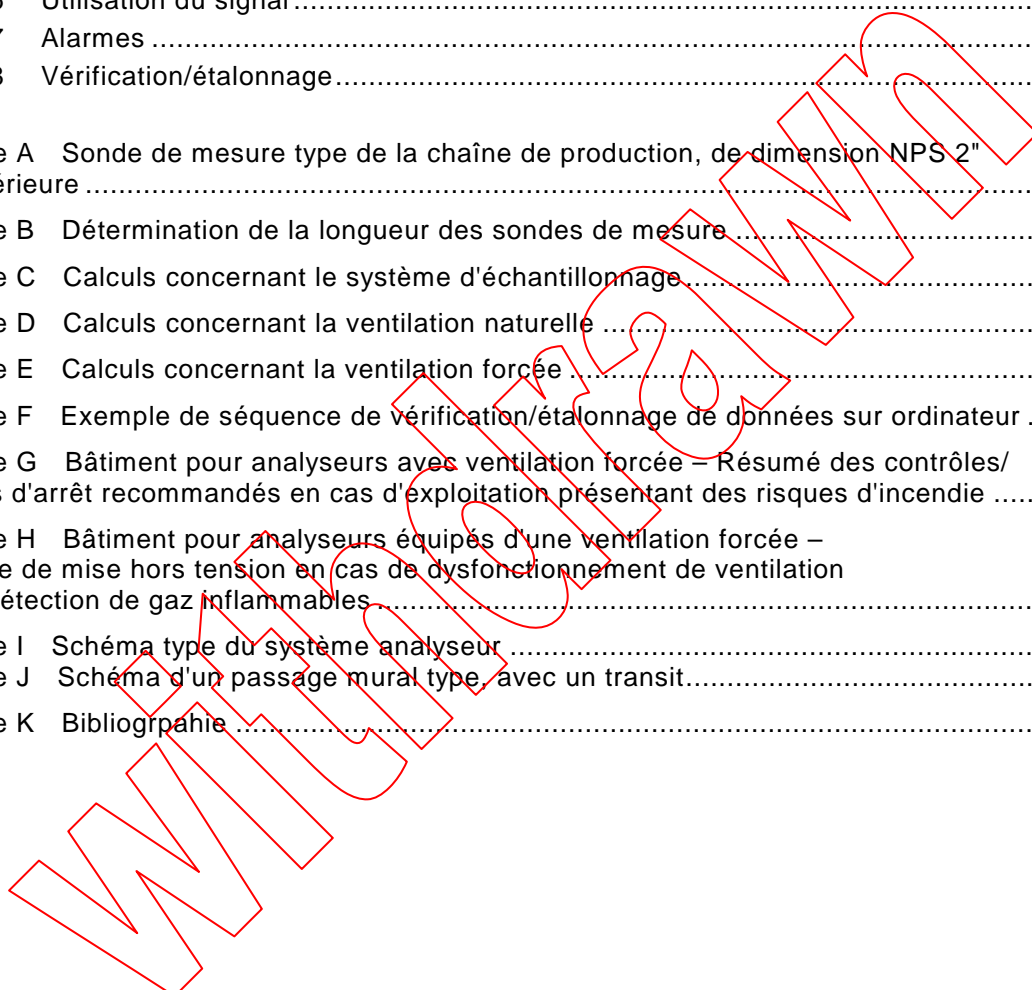 Utilisation du signal
Alarmes
Vérification/étalonnage
e A Sonde de mesure type de la chaîne de production, de dimension NPS 2"
érieure
e B Détermination de la longueur des sondes de mesure
e C Calculs concernant le système d'échantillonnage
e D Calculs concernant la ventilation naturelle
e E Calculs concernant la ventilation forcée
e F Exemple de séquence de vérification/étalonnage de données sur ordinateur
e G Bâtiment pour analyseurs avec ventilation forcée – Résumé des contrôles/
s d'arrêt recommandés en cas d'exploitation présentant des risques d'incendie
e H Bâtiment pour analyseurs équipés d'une ventilation forcée –
e de mise hors tension en cas de dysfonctionnement de ventilation
étection de gaz inflammables
e I Schéma type du système analyseur
e J Schéma d'un passage mural type, avec un transit
e K Bibliogrpahie
withdrawn